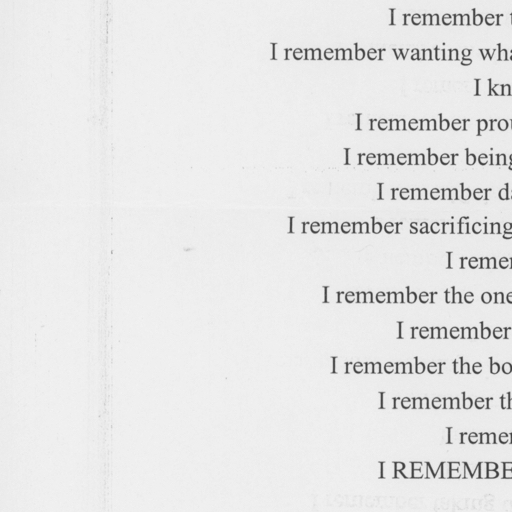 I remember t
I remember wanting wha
I kn
I remember prou
I remember being
I remember da
I remember sacrificing
I remem
I remember the one
I remember
I remember the bo
I remember th
I remem
I REMEMBE